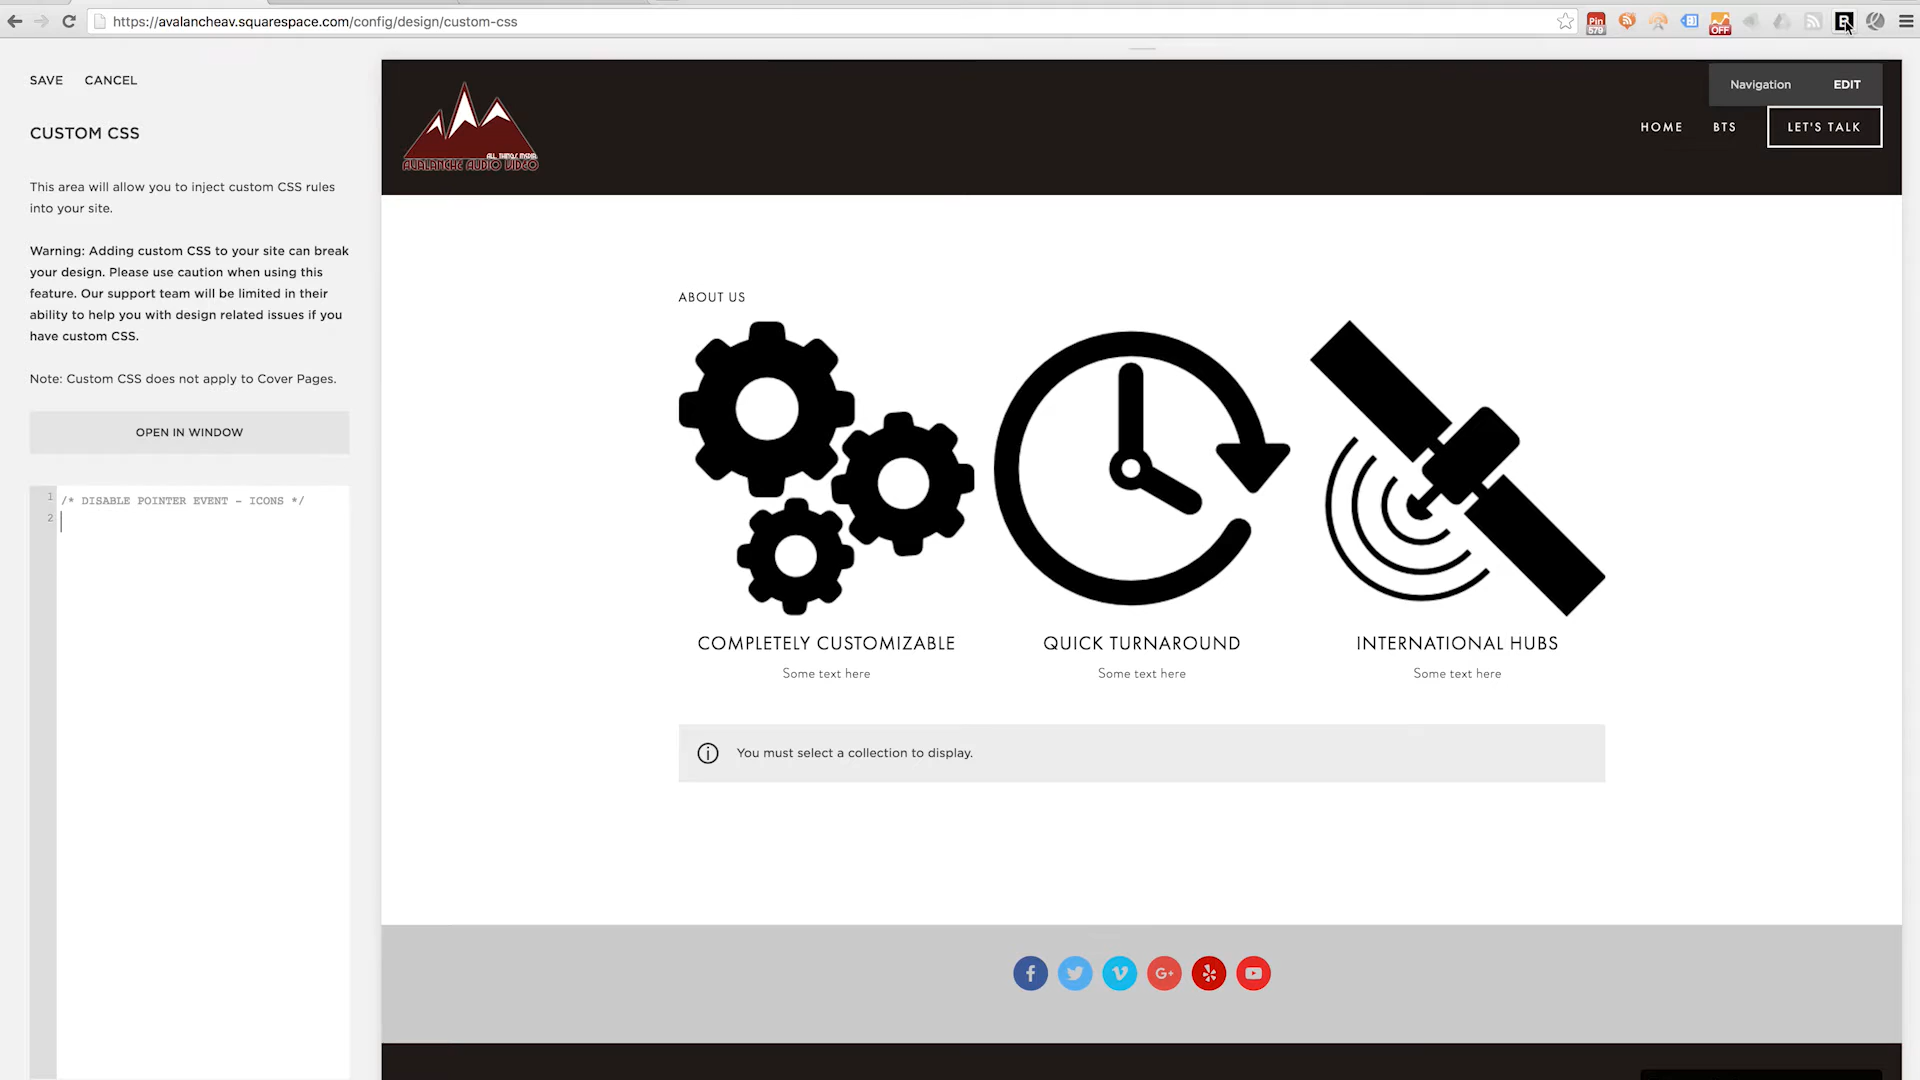 https://avalancheav.squarespace.com/config/design/custom-css
Pin
579
OFF
SAVE CANCEL
CUSTOM CSS
This area will allow you to inject custom CSS rules
into your site.
Warning: Adding custom CSS to your site can break
your design. Please use caution when using this
feature. Our support team will be limited in their
ability to help you with design related issues if you
have custom CSS.
Note: Custom CSS does not apply to Cover Pages.
OPEN IN WINDOW
1 /* DISABLE POINTER EVENT - ICONS */
2
ALL THINGS MEDIA
AVALANCHE AUDIO VIDEO
Navigation EDIT
HOME BTS LET'S TALK
ABOUT US
COMPLETELY CUSTOMIZABLE
Some text here
QUICK TURNAROUND
Some text here
INTERNATIONAL HUBS
Some text here
You must select a collection to display.
G+